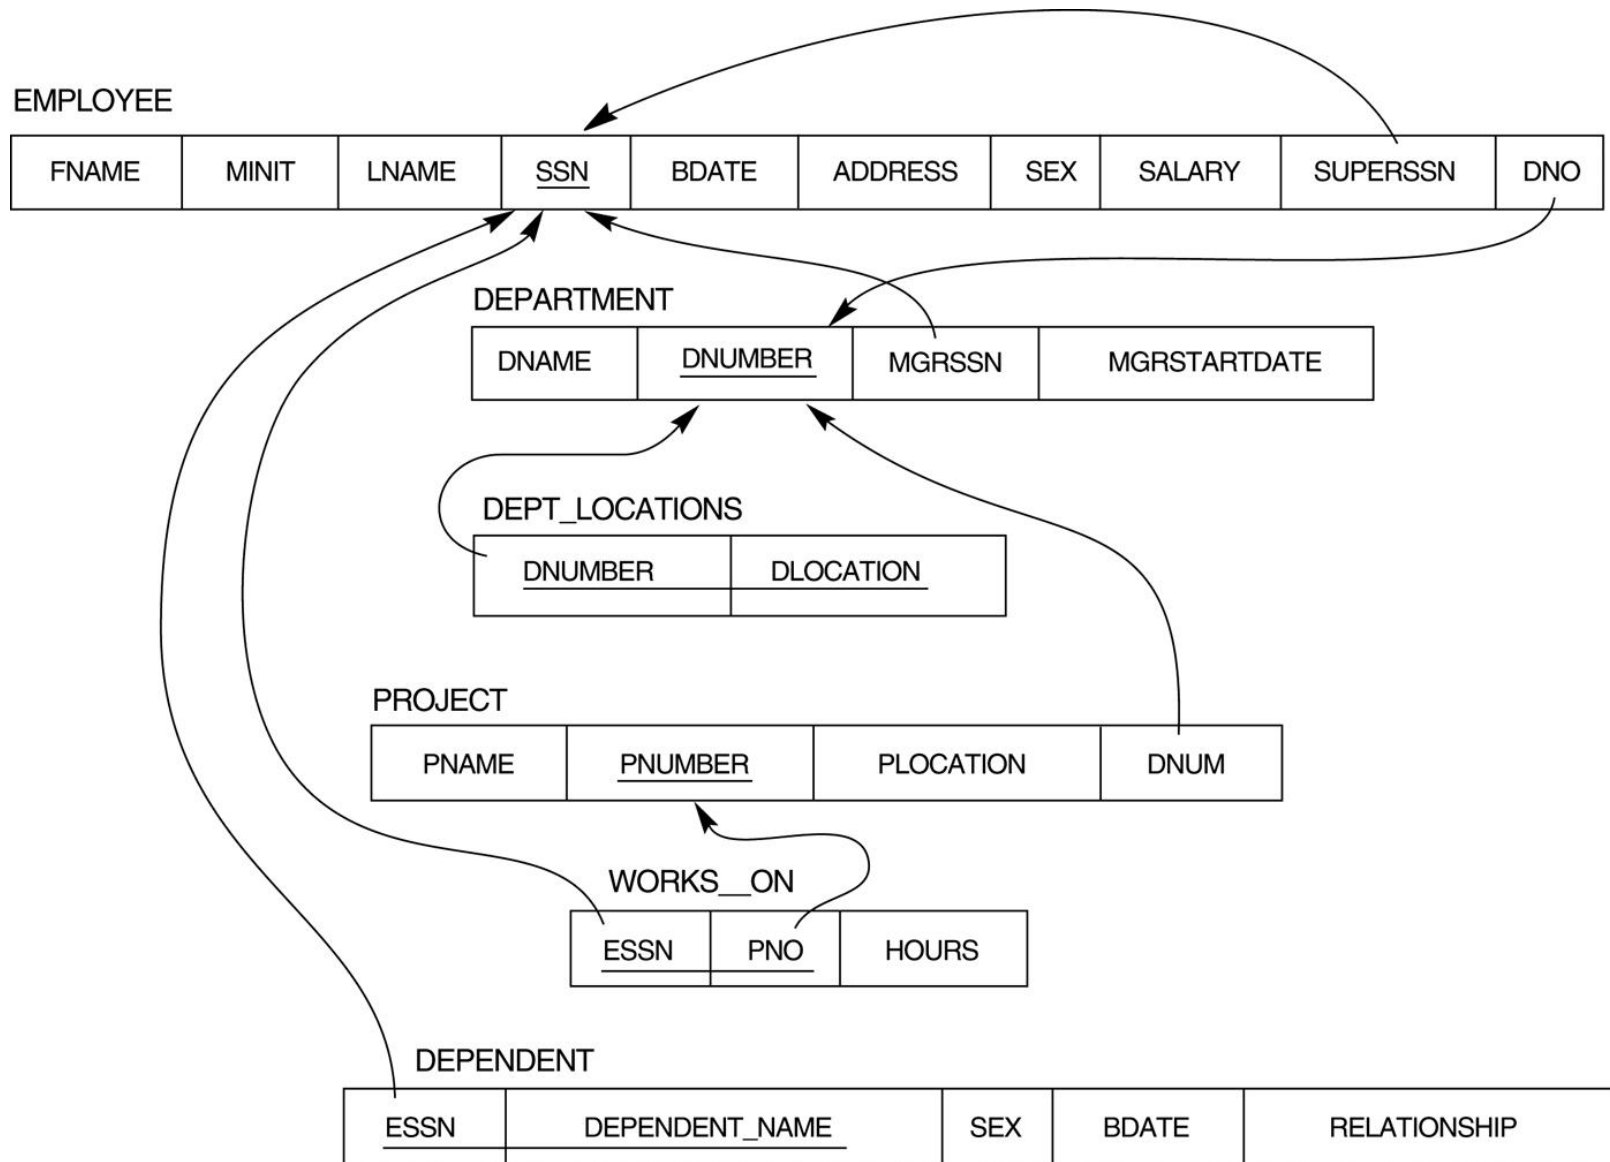 EMPLOYEE
FNAME MINIT LNAME SSN BDATE ADDRESS SEX SALARY SUPERSSN DNO
DEPARTMENT
DNAME DNUMBER MGRSSN MGRSTARTDATE
DEPT_LOCATIONS
DNUMBER DLOCATION
PROJECT
PNAME PNUMBER PLOCATION DNUM
WORKS__ON
ESSN PNO HOURS
DEPENDENT
ESSN DEPENDENT_NAME SEX BDATE RELATIONSHIP